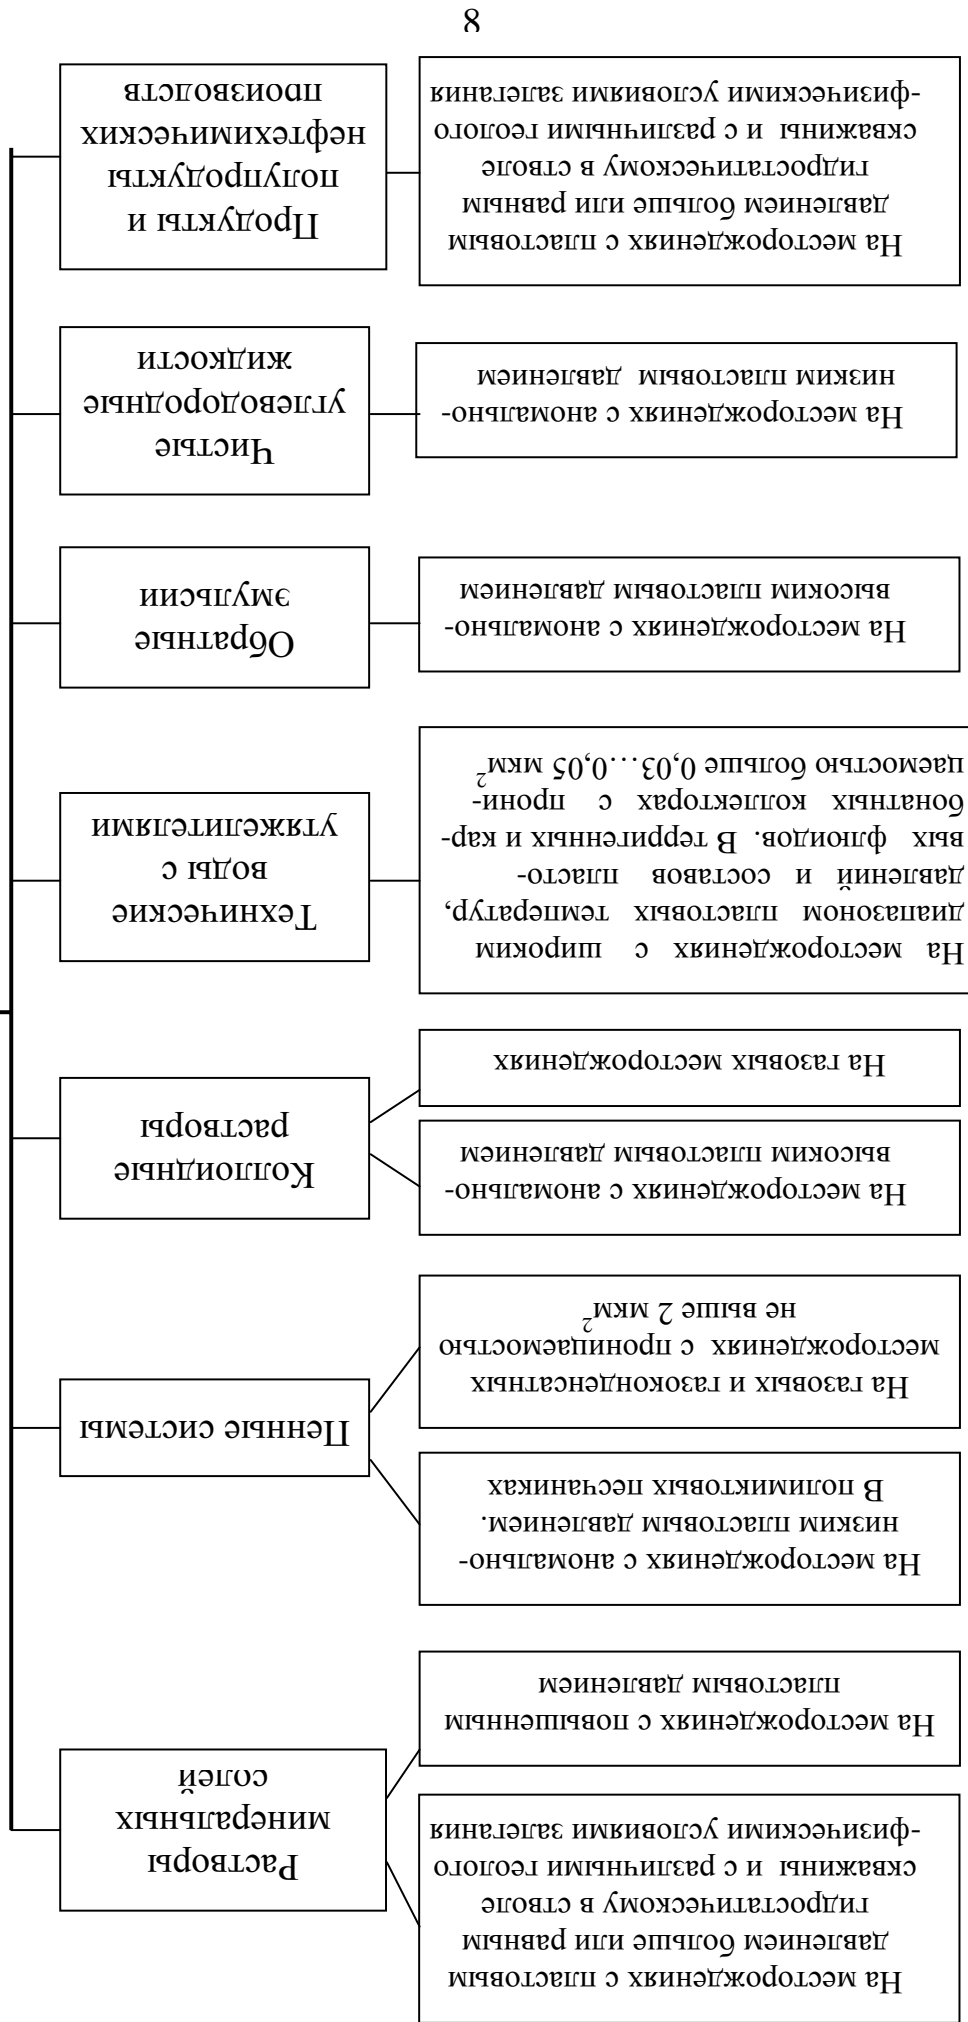 Растворы
минеральных
солей
На месторождениях с пластовым
давлением больше или равным
гидростатическому в стволе
скважины и с различными геолого
-физическими условиями залегания
На месторождениях с повышенным
пластовым давлением
Пенные системы
На месторождениях с аномально-
низким пластовым давлением.
В полимиктовых песчаниках
На газовых и газоконденсатных
месторождениях с проницаемостью
не выше 2 мкм²
Коллоидные
растворы
На месторождениях с аномально-
высоким пластовым давлением
На газовых месторождениях
Технические
воды с
утяжелителями
На месторождениях с широким
диапазоном пластовых температур,
давлений и составов пласто-
вых флюидов. В терригенных и кар-
бонатных коллекторах с прони-
цаемостью больше 0,03…0,05 мкм²
Обратные
эмульсии
На месторождениях с аномально-
высоким пластовым давлением
Чистые
углеводородные
жидкости
На месторождениях с аномально-
низким пластовым давлением
Продукты и
полупродукты
нефтехимических
производств
На месторождениях с пластовым
давлением больше или равным
гидростатическому в стволе
скважины и с различными геолого
-физическими условиями залегания
8